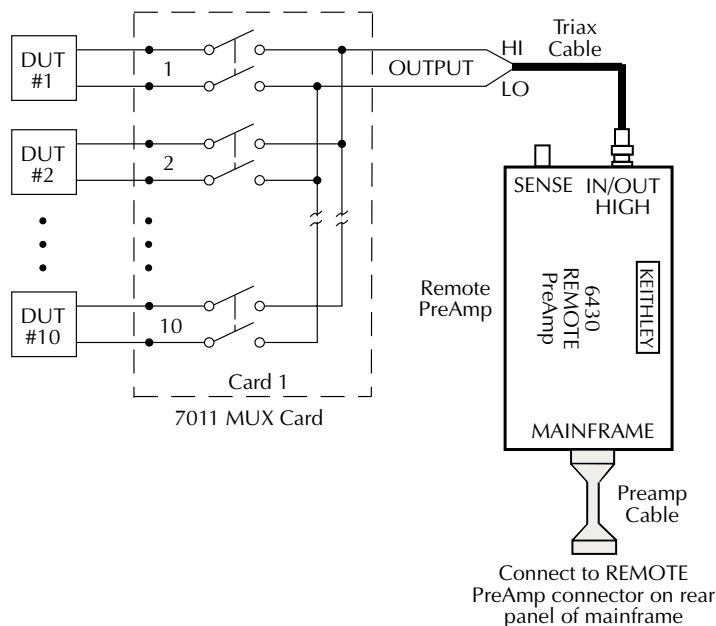 DUT
#1
1
OUTPUT
HI
LO
Triax
Cable
DUT
#2
2
SENSE
IN/OUT
HIGH
Remote
PreAmp
6430
REMOTE
PreAmp
KEITHLEY
DUT
#10
10
Card 1
7011 MUX Card
MAINFRAME
Preamp
Cable
Connect to REMOTE
PreAmp connector on rear
panel of mainframe